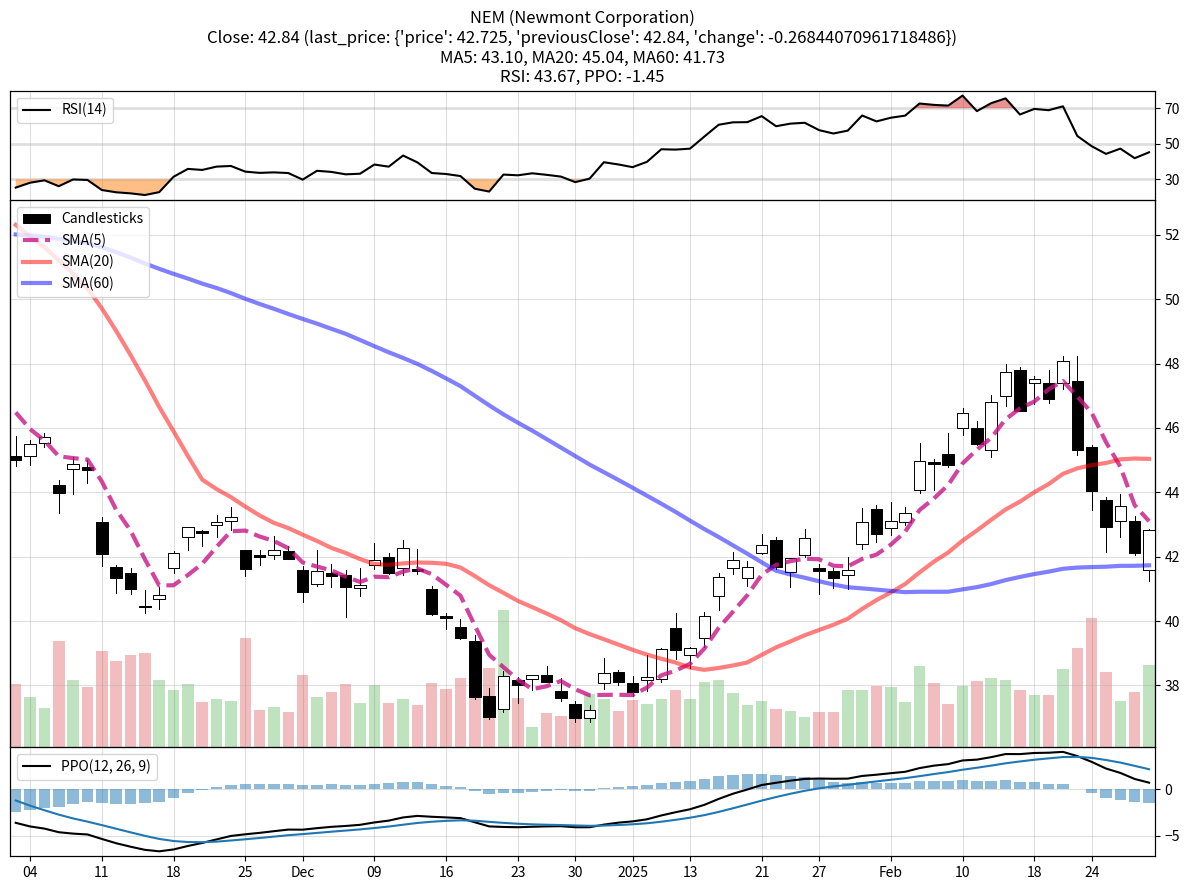 NEM (Newmont Corporation)
Close: 42.84 (last_price: {'price': 42.725, 'previousClose': 42.84, 'change': -0.26844070961718486})
MA5: 43.10, MA20: 45.04, MA60: 41.73
RSI: 43.67, PPO: -1.45
RSI(14)
70
50
30
Candlesticks
SMA(5)
SMA(20)
SMA(60)
52
50
48
46
44
42
40
38
PPO(12, 26, 9)
0
−5
04 11 18 25 Dec 09 16 23 30 2025 13 21 27 Feb 10 18 24